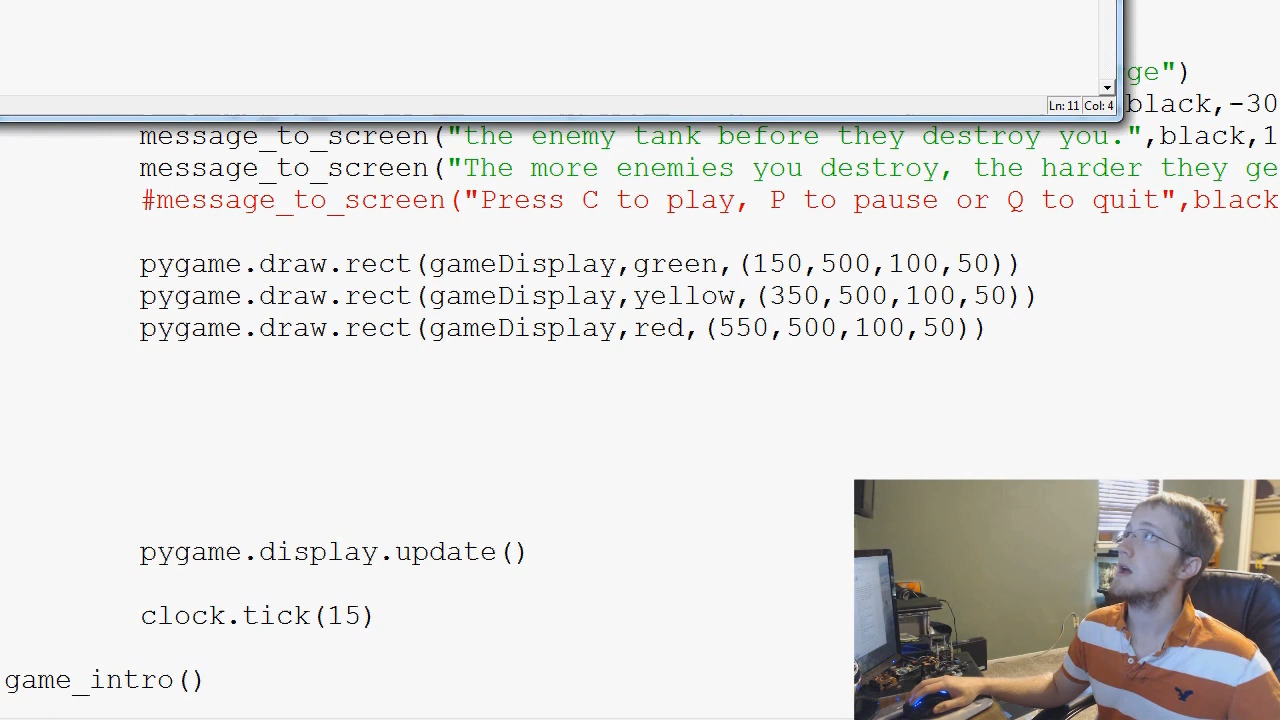 ge")
Ln: 11 Col: 4
black,-30
message_to_screen("the enemy tank before they destroy you.",black,1
message_to_screen("The more enemies you destroy, the harder they ge
#message_to_screen("Press C to play, P to pause or Q to quit",black
pygame.draw.rect(gameDisplay,green,(150,500,100,50))
pygame.draw.rect(gameDisplay,yellow,(350,500,100,50))
pygame.draw.rect(gameDisplay,red,(550,500,100,50))
pygame.display.update()
clock.tick(15)
game_intro()